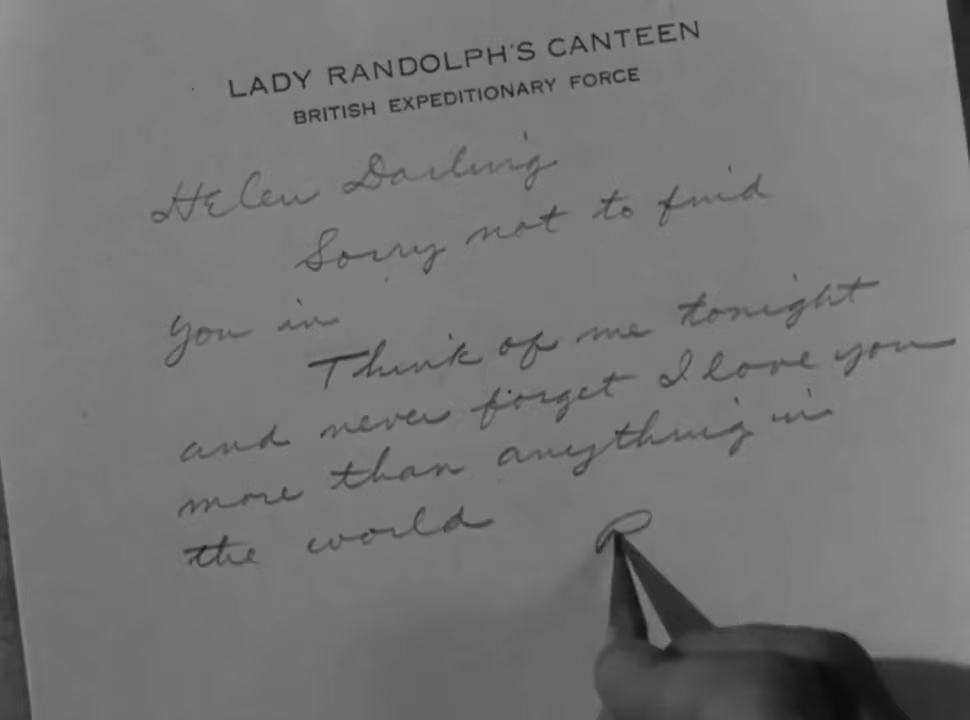 LADY RANDOLPH'S CANTEEN
BRITISH EXPEDITIONARY FORCE
Helen Darling
Sorry not to find
you in
Think of me tonight
and never forget I love you
more than anything in
the world